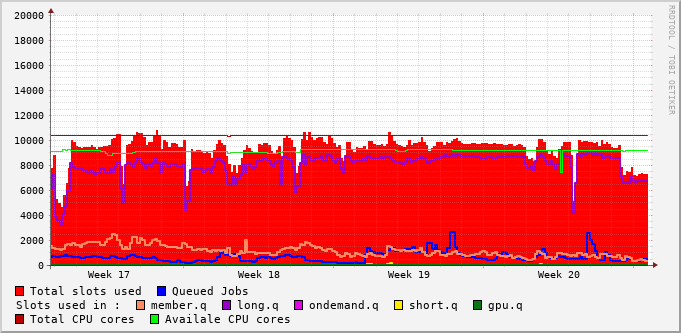 20000
18000
16000
14000
12000
10000
8000
6000
4000
2000
0
Week 17 Week 18 Week 19 Week 20
RRDTOOL / TOBI OETIKER
Total slots used Queued Jobs
Slots used in : member.q long.q ondemand.q short.q gpu.q
Total CPU cores Availale CPU cores